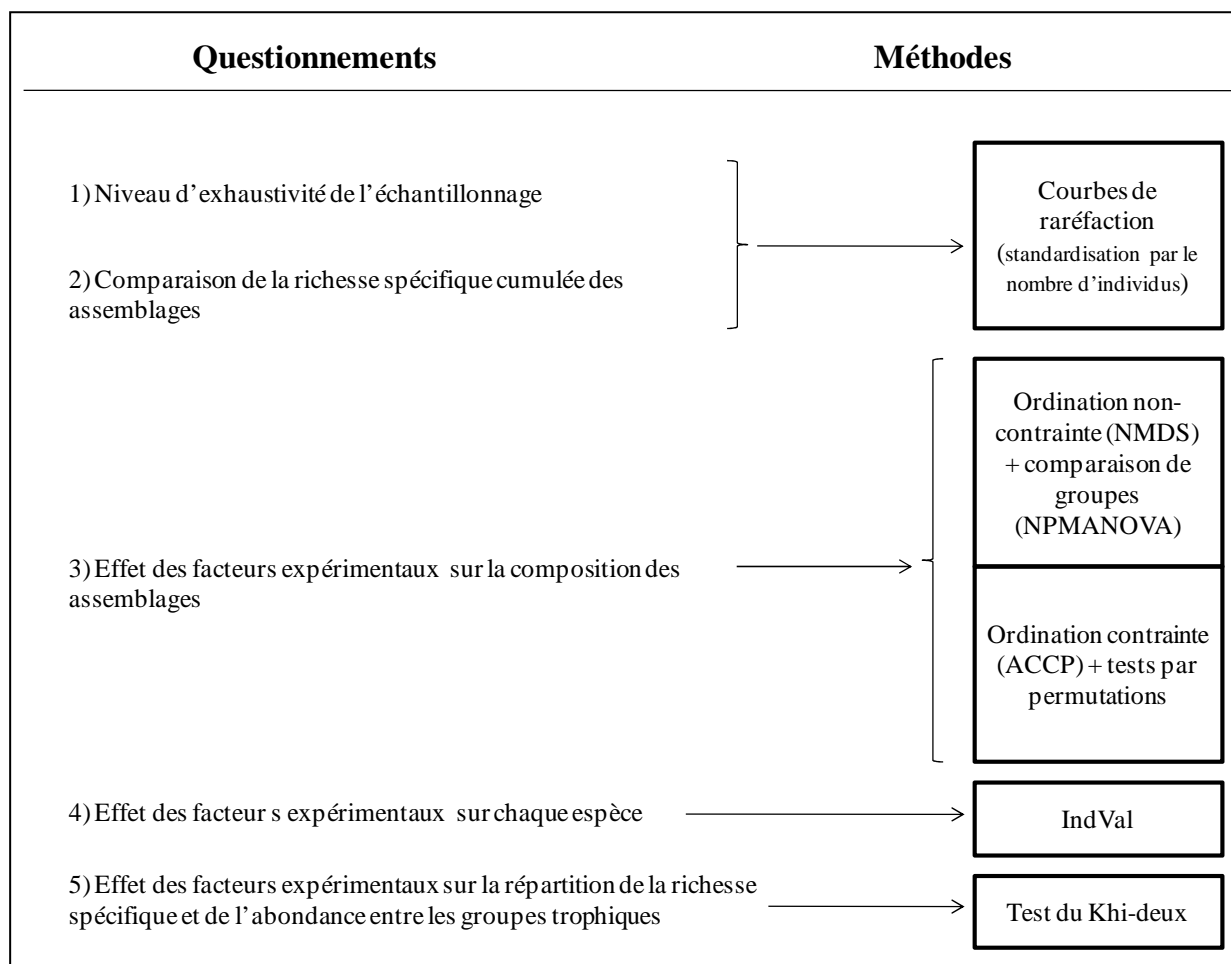 Questionnements
Méthodes
1) Niveau d'exhaustivité de l'échantillonnage
2) Comparaison de la richesse spécifique cumulée des
assemblages
Courbes de
raréfaction
(standardisation par le
nombre d'individus)
3) Effet des facteurs expérimentaux sur la composition des
assemblages
Ordination non-
contrainte (NMDS)
+ comparaison de
groupes
(NPMANOVA)
Ordination contrainte
(ACCP) + tests par
permutations
4) Effet des facteur s expérimentaux sur chaque espèce
IndVal
5) Effet des facteurs expérimentaux sur la répartition de la richesse
spécifique et de l'abondance entre les groupes trophiques
Test du Khi-deux